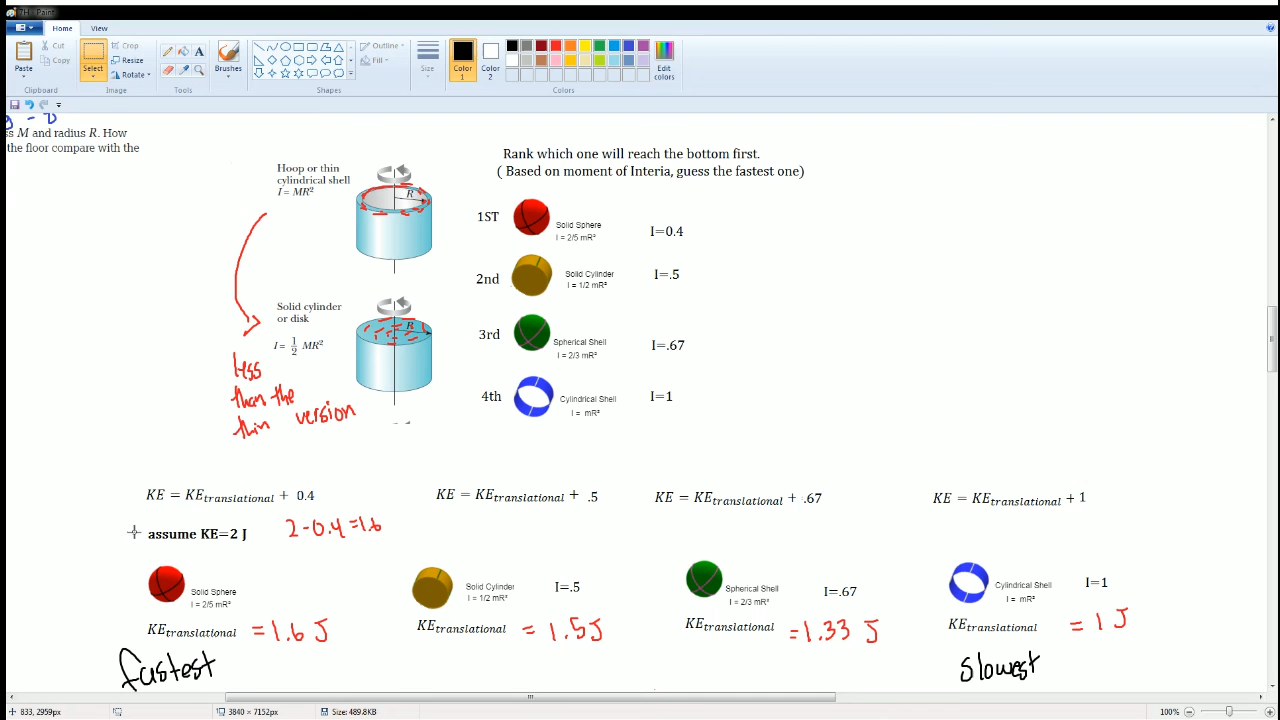 7H - Paint
Home
View
Paste
Cut
Copy
Clipboard
Select
Crop
Resize
Rotate
Image
A
Tools
Brushes
Outline
Fill
Shapes
Size
Color
1
Color
2
Edit
colors
Colors
ss M and radius R. How
the floor compare with the
Hoop or thin
cylindrical shell
I = MR²
R
Solid cylinder
or disk
I = 1/2 MR²
R
less
than the
thin version
Rank which one will reach the bottom first.
( Based on moment of Interia, guess the fastest one)
1ST
Solid Sphere
I = 2/5 mR²
I=0.4
2nd
Solid Cylinder
I = 1/2 mR²
I=.5
3rd
Spherical Shell
I = 2/3 mR²
I=.67
4th
Cylindrical Shell
I = mR²
I=1
KE = KEtranslational + 0.4
KE = KEtranslational + .5
KE = KEtranslational + .67
KE = KEtranslational + 1
assume KE=2 J
2-0.4=1.6
Solid Sphere
I = 2/5 mR²
KEtranslational = 1.6 J
fastest
Solid Cylinder
I = 1/2 mR²
I=.5
KEtranslational = 1.5 J
Spherical Shell
I = 2/3 mR²
I=.67
KEtranslational =1.33 J
Cylindrical Shell
I = mR²
I=1
KEtranslational = 1 J
slowest
833, 2959px
3840 × 7152px
Size: 489.8KB
100%